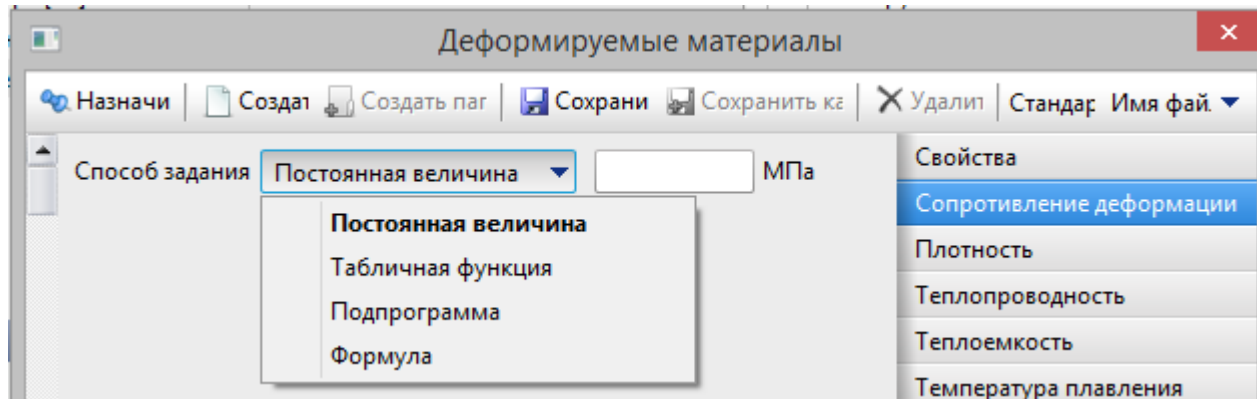 Деформируемые материалы
Назначи Создат Создать паг Сохрани Сохранить ка Удалит Стандар Имя фай.
Способ задания Постоянная величина МПа
Постоянная величина
Табличная функция
Подпрограмма
Формула
Свойства
Сопротивление деформации
Плотность
Теплопроводность
Теплоемкость
Температура плавления